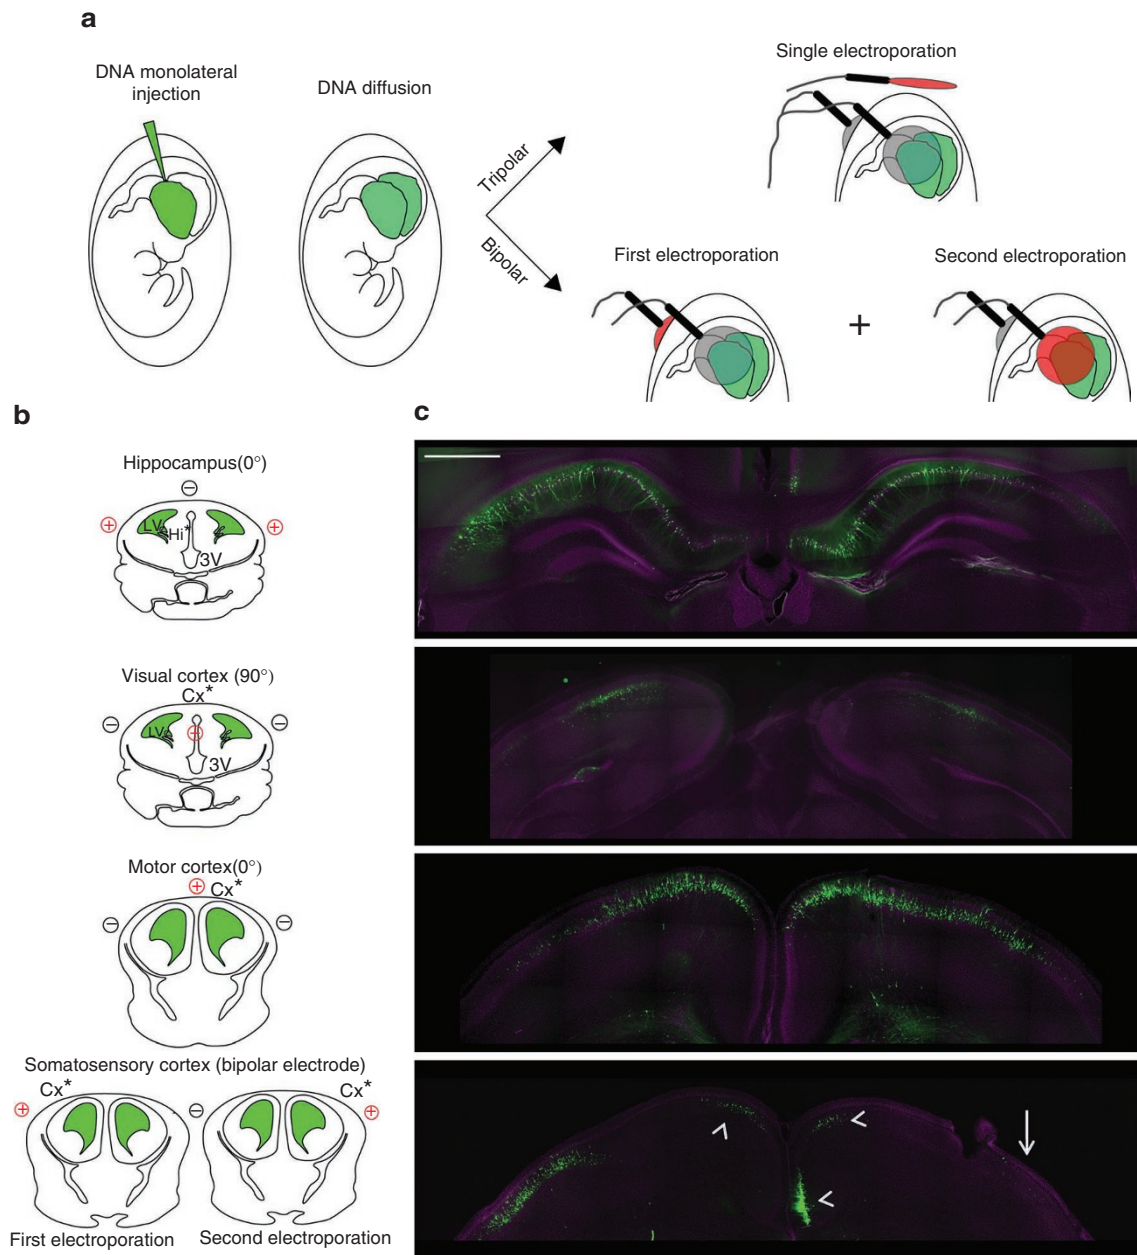 a
DNA monolateral
injection
DNA diffusion
Tripolar
Bipolar
Single electroporation
First electroporation
+
Second electroporation
b
Hippocampus(0°)
−
+
+
LV
Hi*
3V
Visual cortex (90°)
Cx*
−
−
LV
+
3V
Motor cortex(0°)
+ Cx*
−
−
Somatosensory cortex (bipolar electrode)
Cx*
Cx*
+
−
+
First electroporation
Second electroporation
c